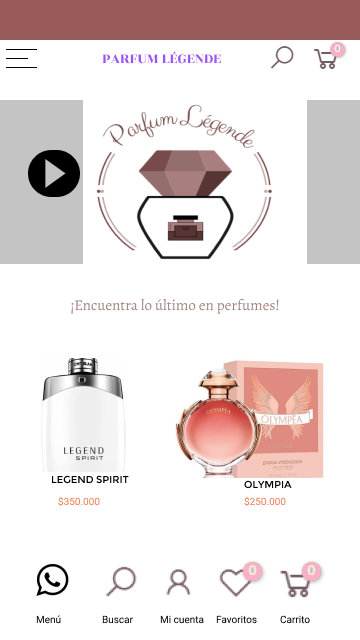 PARFUM LÉGENDE
0
Parfum Légende
¡Encuentra lo último en perfumes!
LEGEND
SPIRIT
OLYMPEA
OLYMPEA
paco rabanne
LEGEND SPIRIT
$350.000
OLYMPIA
$250.000
0
0
Menú
Buscar
Mi cuenta
Favoritos
Carrito